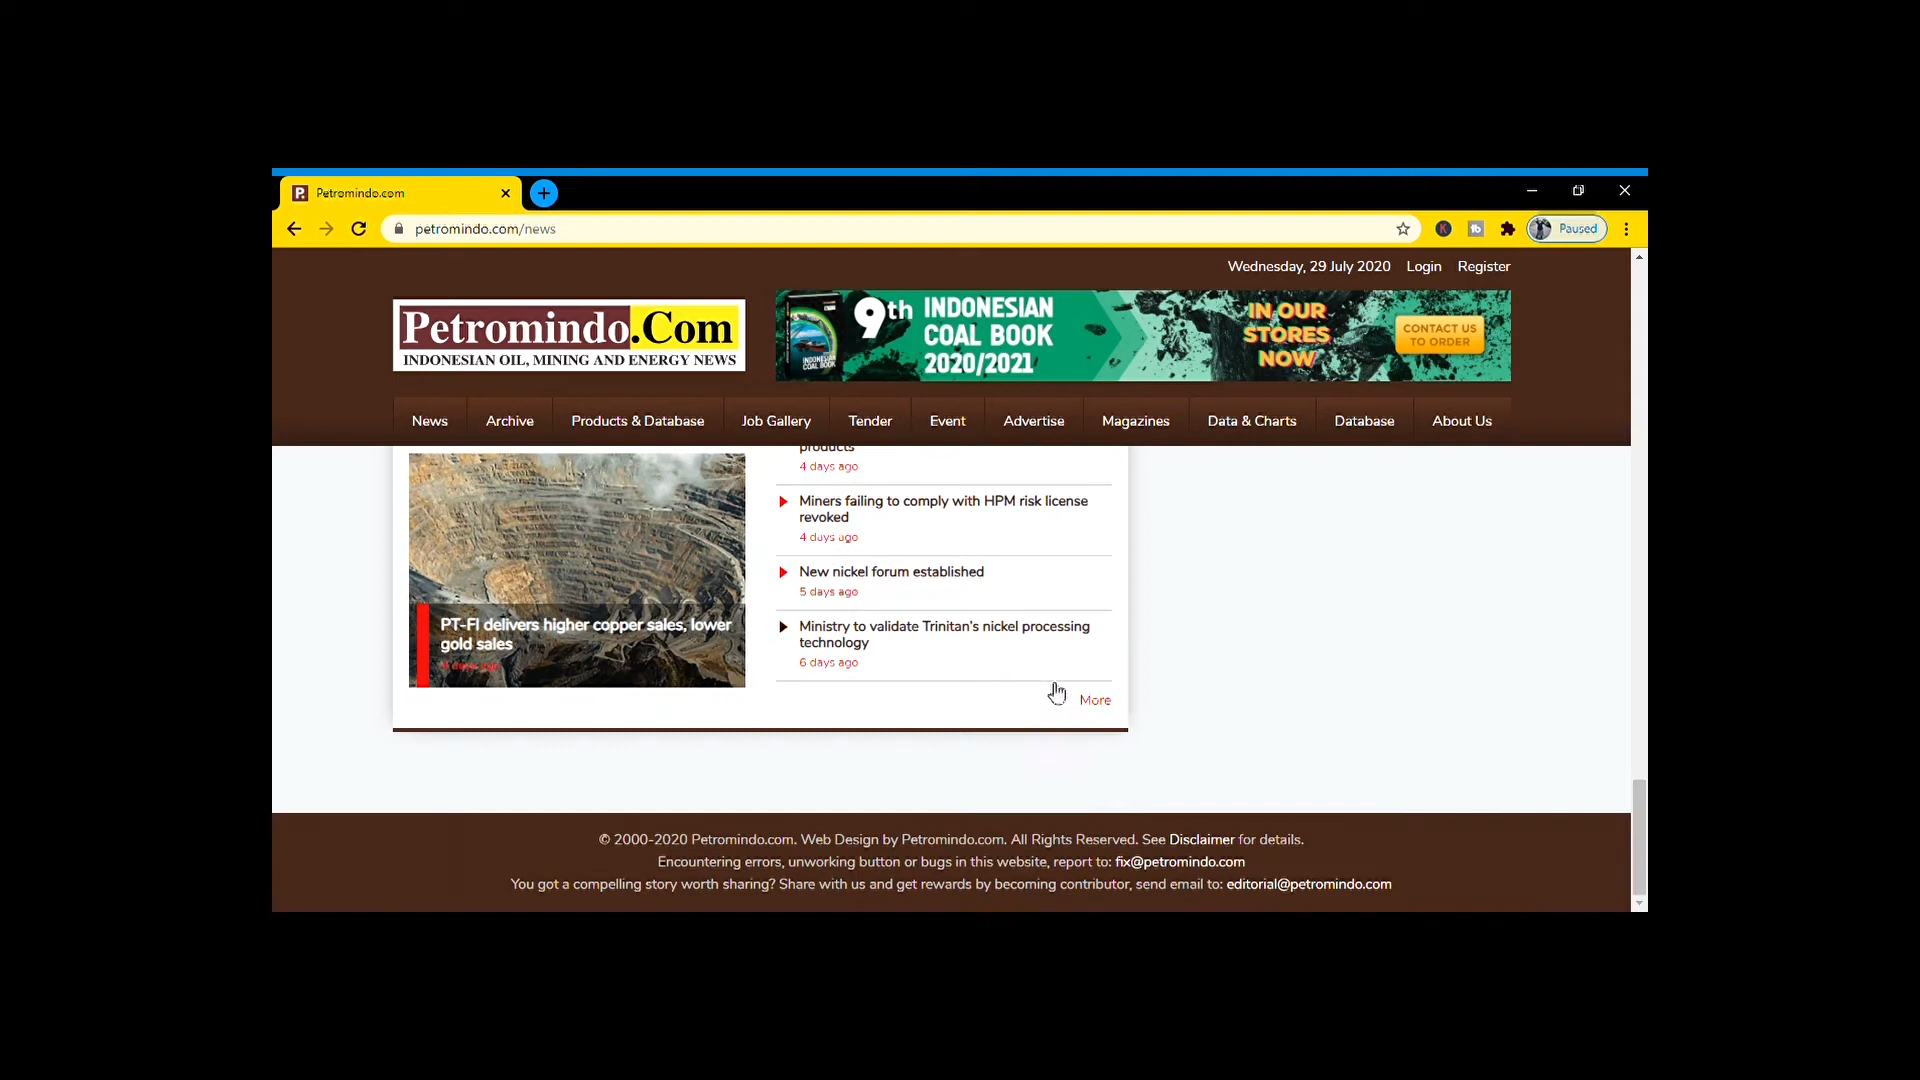 Petromindo.com
petromindo.com/news
Paused
Wednesday, 29 July 2020 Login Register
Petromindo.Com
INDONESIAN OIL, MINING AND ENERGY NEWS
9th INDONESIAN
COAL BOOK
2020/2021
IN OUR
STORES
NOW
CONTACT US
TO ORDER
News Archive Products & Database Job Gallery Tender Event Advertise Magazines Data & Charts Database About Us
products
4 days ago
Miners failing to comply with HPM risk license
revoked
4 days ago
New nickel forum established
5 days ago
Ministry to validate Trinitan's nickel processing
technology
6 days ago
More
PT-FI delivers higher copper sales, lower
gold sales
days ago
© 2000-2020 Petromindo.com. Web Design by Petromindo.com. All Rights Reserved. See Disclaimer for details.
Encountering errors, unworking button or bugs in this website, report to: fix@petromindo.com
You got a compelling story worth sharing? Share with us and get rewards by becoming contributor, send email to: editorial@petromindo.com